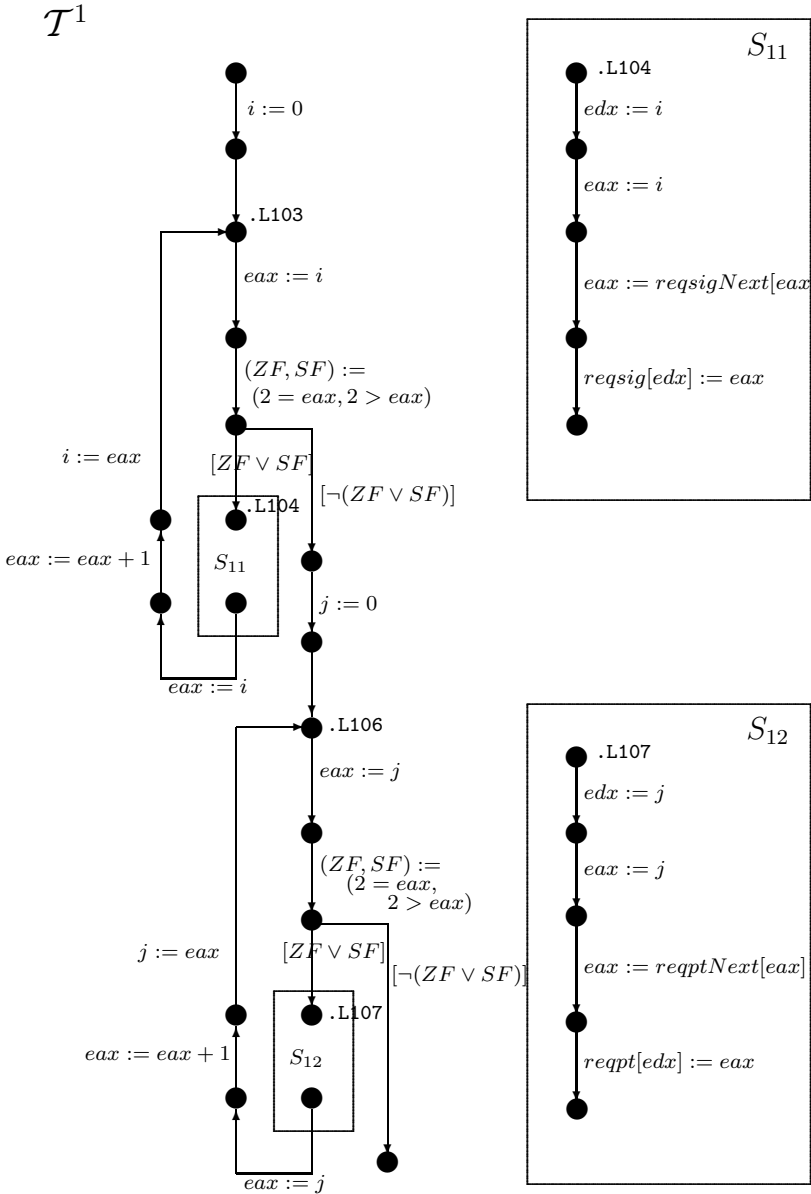 𝒯¹
i := 0
.L103
eax := i
(ZF, SF) :=
(2 = eax, 2 > eax)
i := eax
[ZF ∨ SF]
[¬(ZF ∨ SF)]
.L104
eax := eax + 1
S₁₁
j := 0
eax := i
.L106
eax := j
(ZF, SF) :=
(2 = eax,
2 > eax)
j := eax
[ZF ∨ SF]
[¬(ZF ∨ SF)]
.L107
eax := eax + 1
S₁₂
eax := j
S₁₁
.L104
edx := i
eax := i
eax := reqsigNext[eax
reqsig[edx] := eax
S₁₂
.L107
edx := j
eax := j
eax := reqptNext[eax]
reqpt[edx] := eax